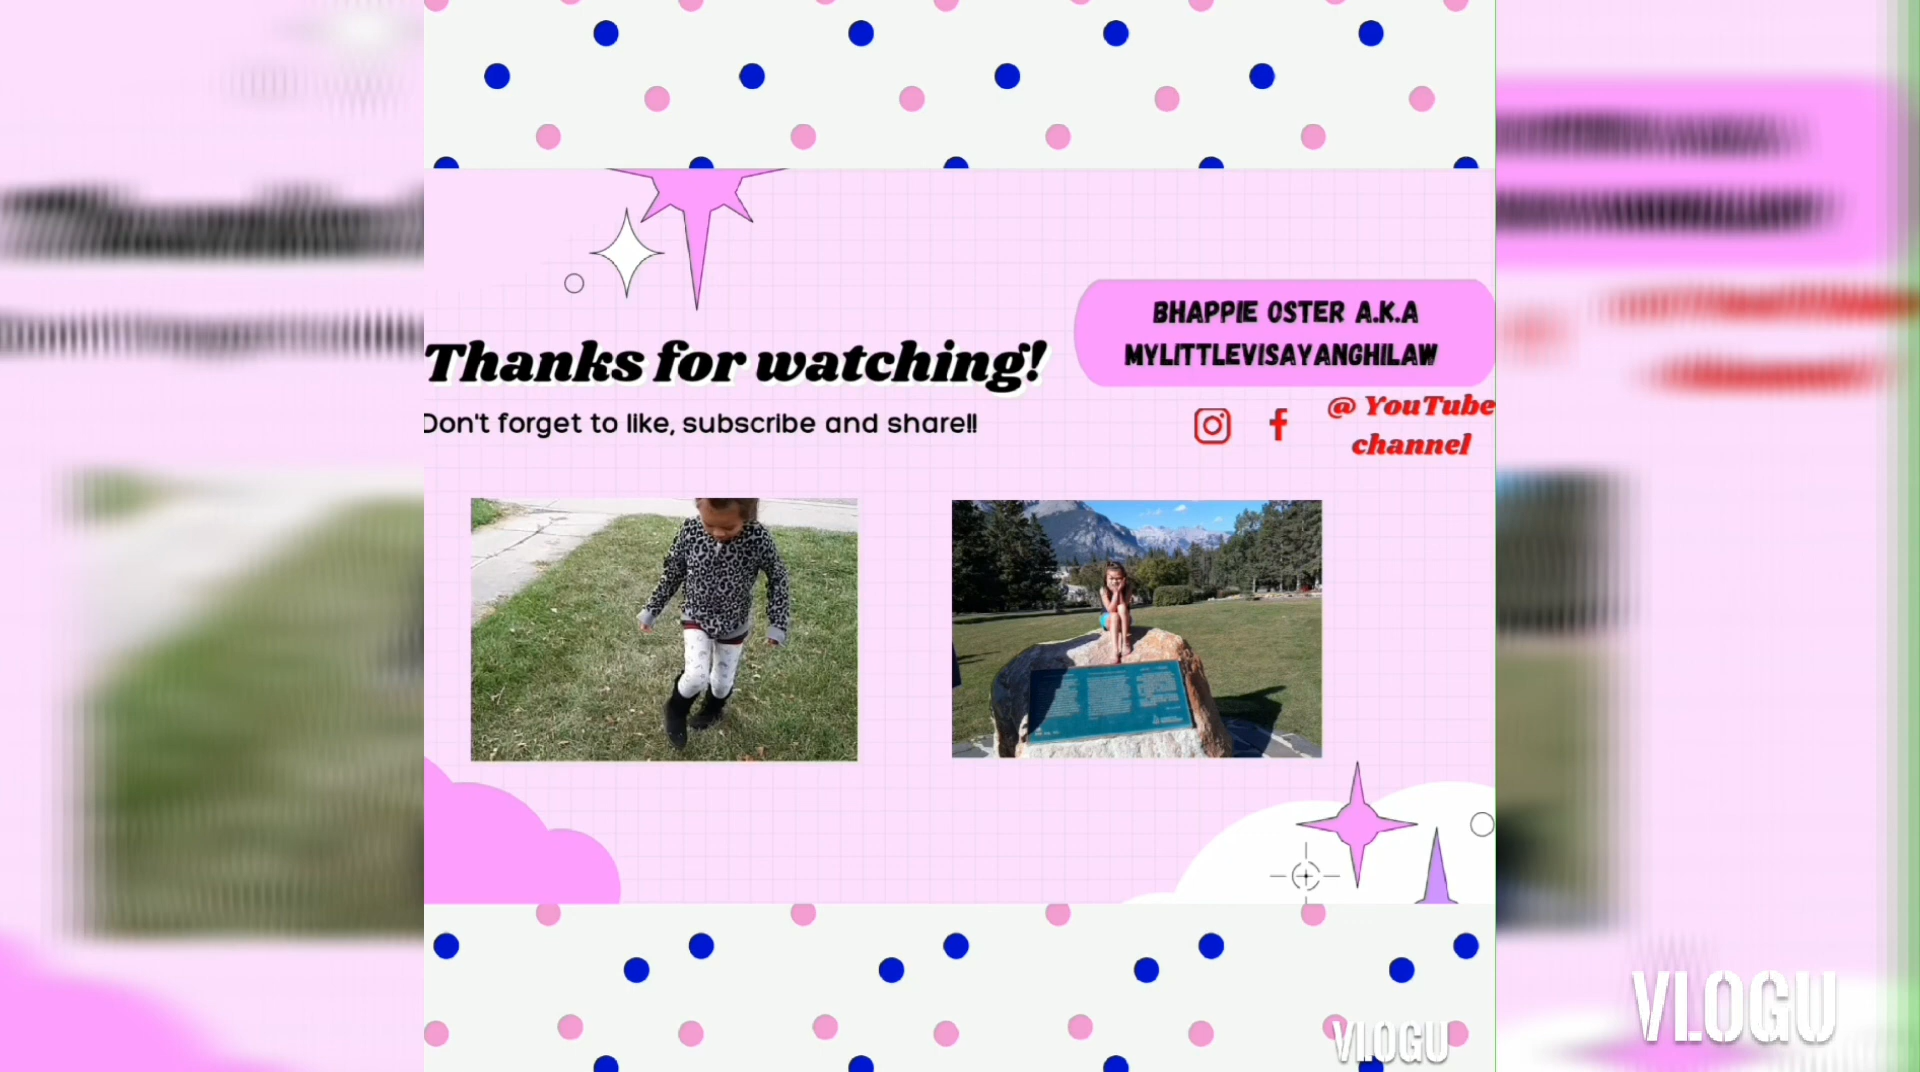 BHAPPIE OSTER A.K.A
MYLITTLEVISAYANGHILAW
Thanks for watching!
Don't forget to like, subscribe and share!!
@ YouTube
channel
VLOGU
VLOGU